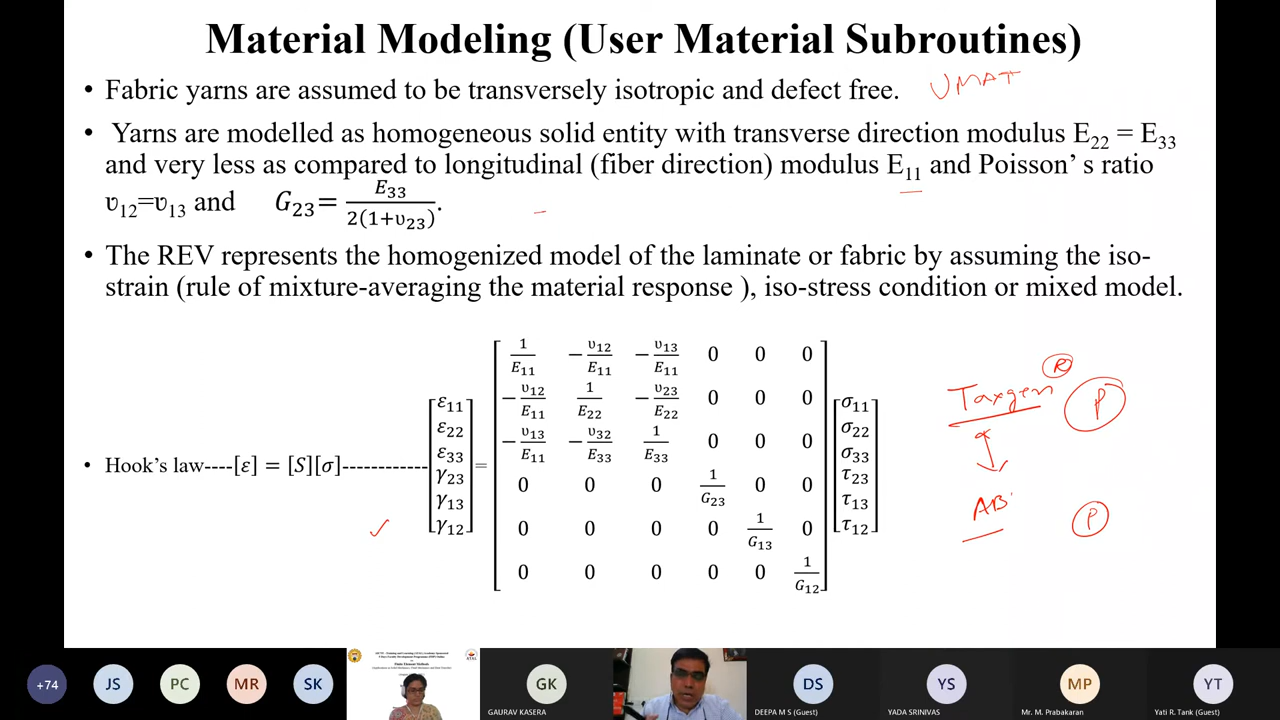 Material Modeling (User Material Subroutines)
• Fabric yarns are assumed to be transversely isotropic and defect free.
UMAT
• Yarns are modelled as homogeneous solid entity with transverse direction modulus E₂₂ = E₃₃
and very less as compared to longitudinal (fiber direction) modulus E₁₁ and Poisson' s ratio
υ₁₂=υ₁₃ and G₂₃= E₃₃/2(1+υ₂₃).
• The REV represents the homogenized model of the laminate or fabric by assuming the iso-
strain (rule of mixture-averaging the material response ), iso-stress condition or mixed model.
• Hook's law----[ε] = [S][σ]------------
ε₁₁
ε₂₂
ε₃₃
γ₂₃
γ₁₃
γ₁₂
=
1/E₁₁ −υ₁₂/E₁₁ −υ₁₃/E₁₁ 0 0 0
−υ₁₂/E₁₁ 1/E₂₂ −υ₂₃/E₂₂ 0 0 0
−υ₁₃/E₁₁ −υ₃₂/E₃₃ 1/E₃₃ 0 0 0
0 0 0 1/G₂₃ 0 0
0 0 0 0 1/G₁₃ 0
0 0 0 0 0 1/G₁₂
σ₁₁
σ₂₂
σ₃₃
τ₂₃
τ₁₃
τ₁₂
Taxgen ® P
AB P
+74 JS PC MR SK GK DS YS MP YT
GAURAV KASERA
DEEPA M S (Guest)
YADA SRINIVAS
Mr. M. Prabakaran
Yati R. Tank (Guest)